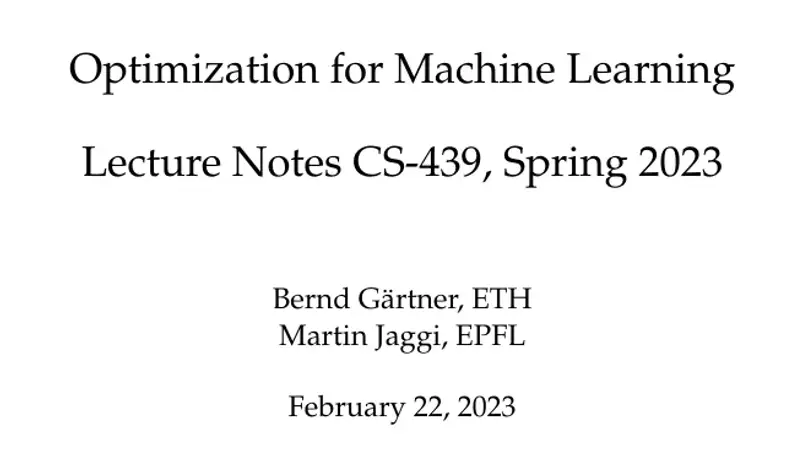 Optimization for Machine Learning
Lecture Notes CS-439, Spring 2023
Bernd Gärtner, ETH
Martin Jaggi, EPFL
February 22, 2023